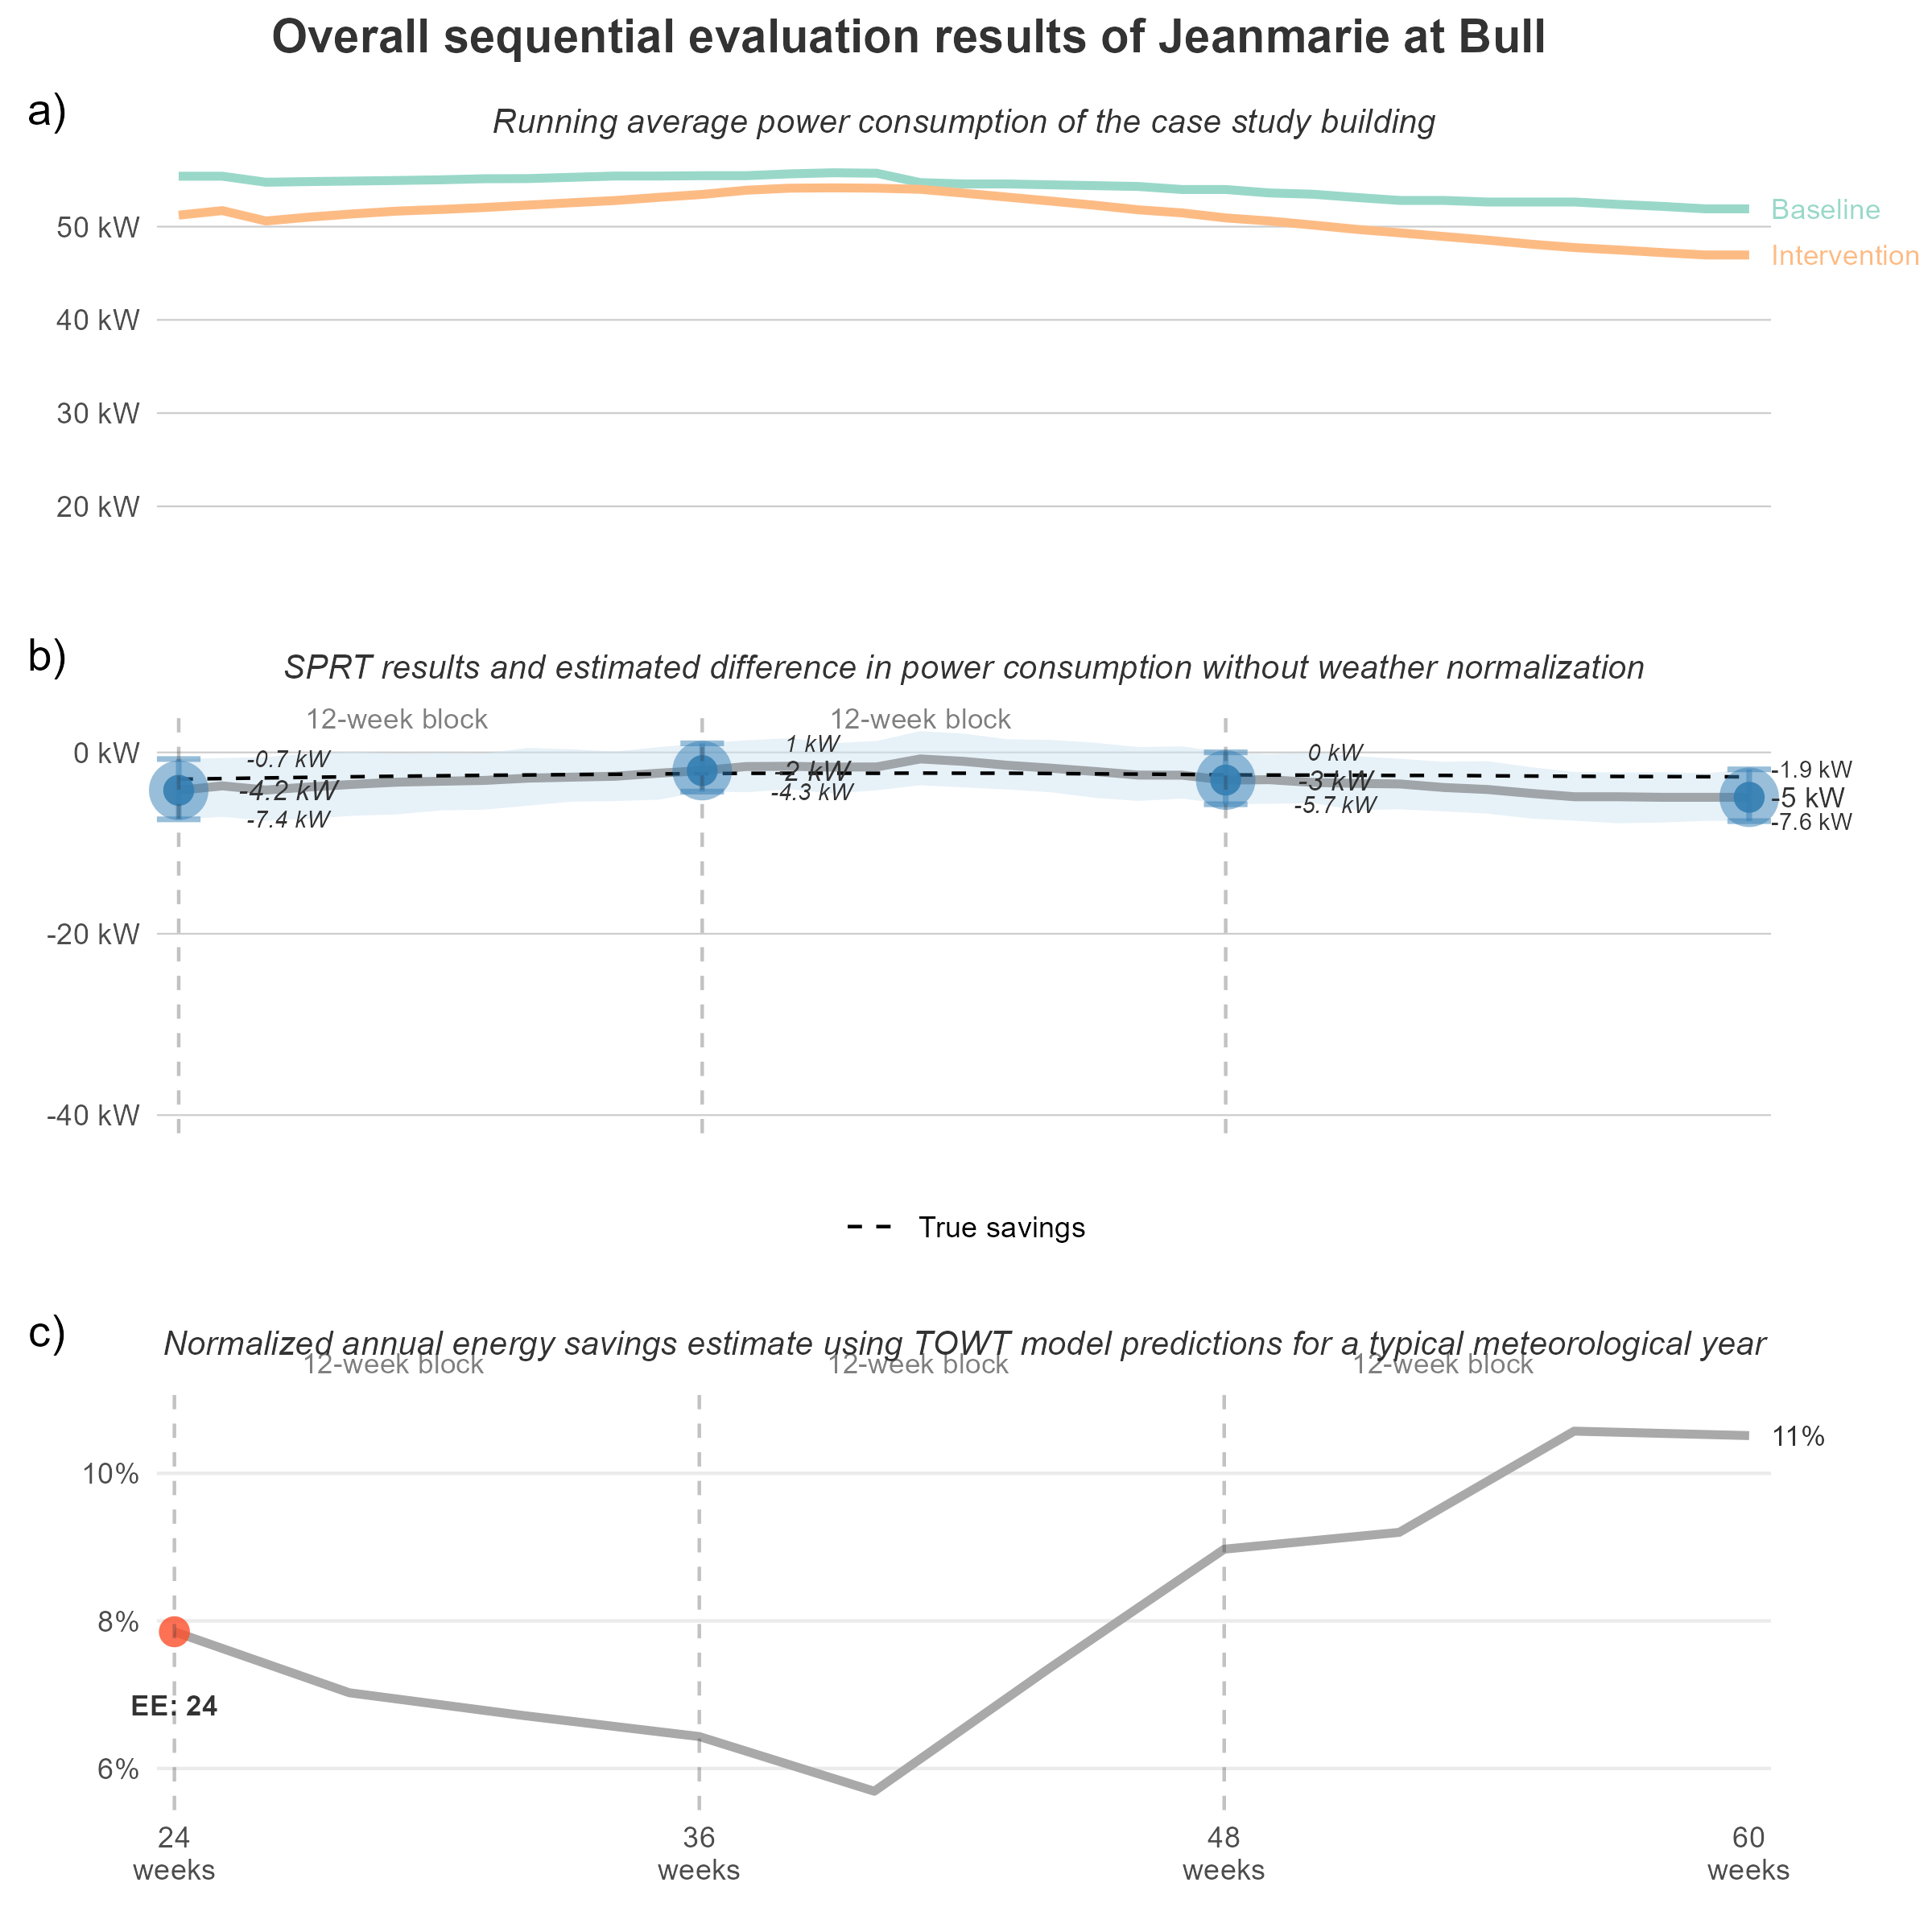 Overall sequential evaluation results of Jeanmarie at Bull
a)
Running average power consumption of the case study building
50 kW
40 kW
30 kW
20 kW
Baseline
Intervention
b)
SPRT results and estimated difference in power consumption without weather normalization
12-week block
12-week block
0 kW
-20 kW
-40 kW
-0.7 kW
-4.2 kW
-7.4 kW
1 kW
-2 kW
-4.3 kW
0 kW
-3 kW
-5.7 kW
-1.9 kW
-5 kW
-7.6 kW
True savings
c)
Normalized annual energy savings estimate using TOWT model predictions for a typical meteorological year
12-week block
12-week block
12-week block
10%
8%
6%
11%
EE: 24
24
weeks
36
weeks
48
weeks
60
weeks